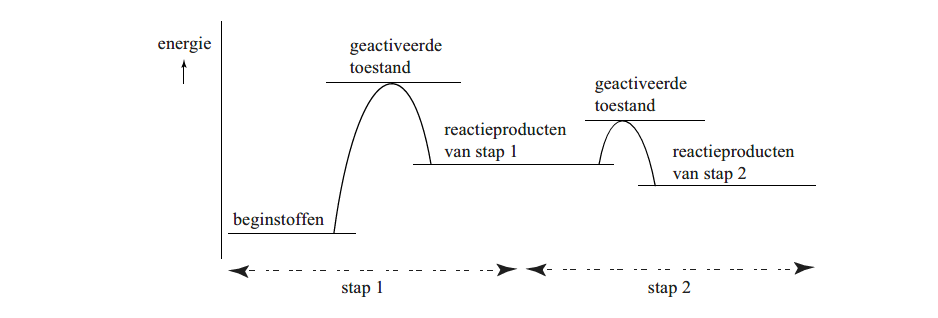 energie
geactiveerde
toestand
geactiveerde
toestand
reactieproducten
van stap 1
reactieproducten
van stap 2
beginstoffen
stap 1
stap 2